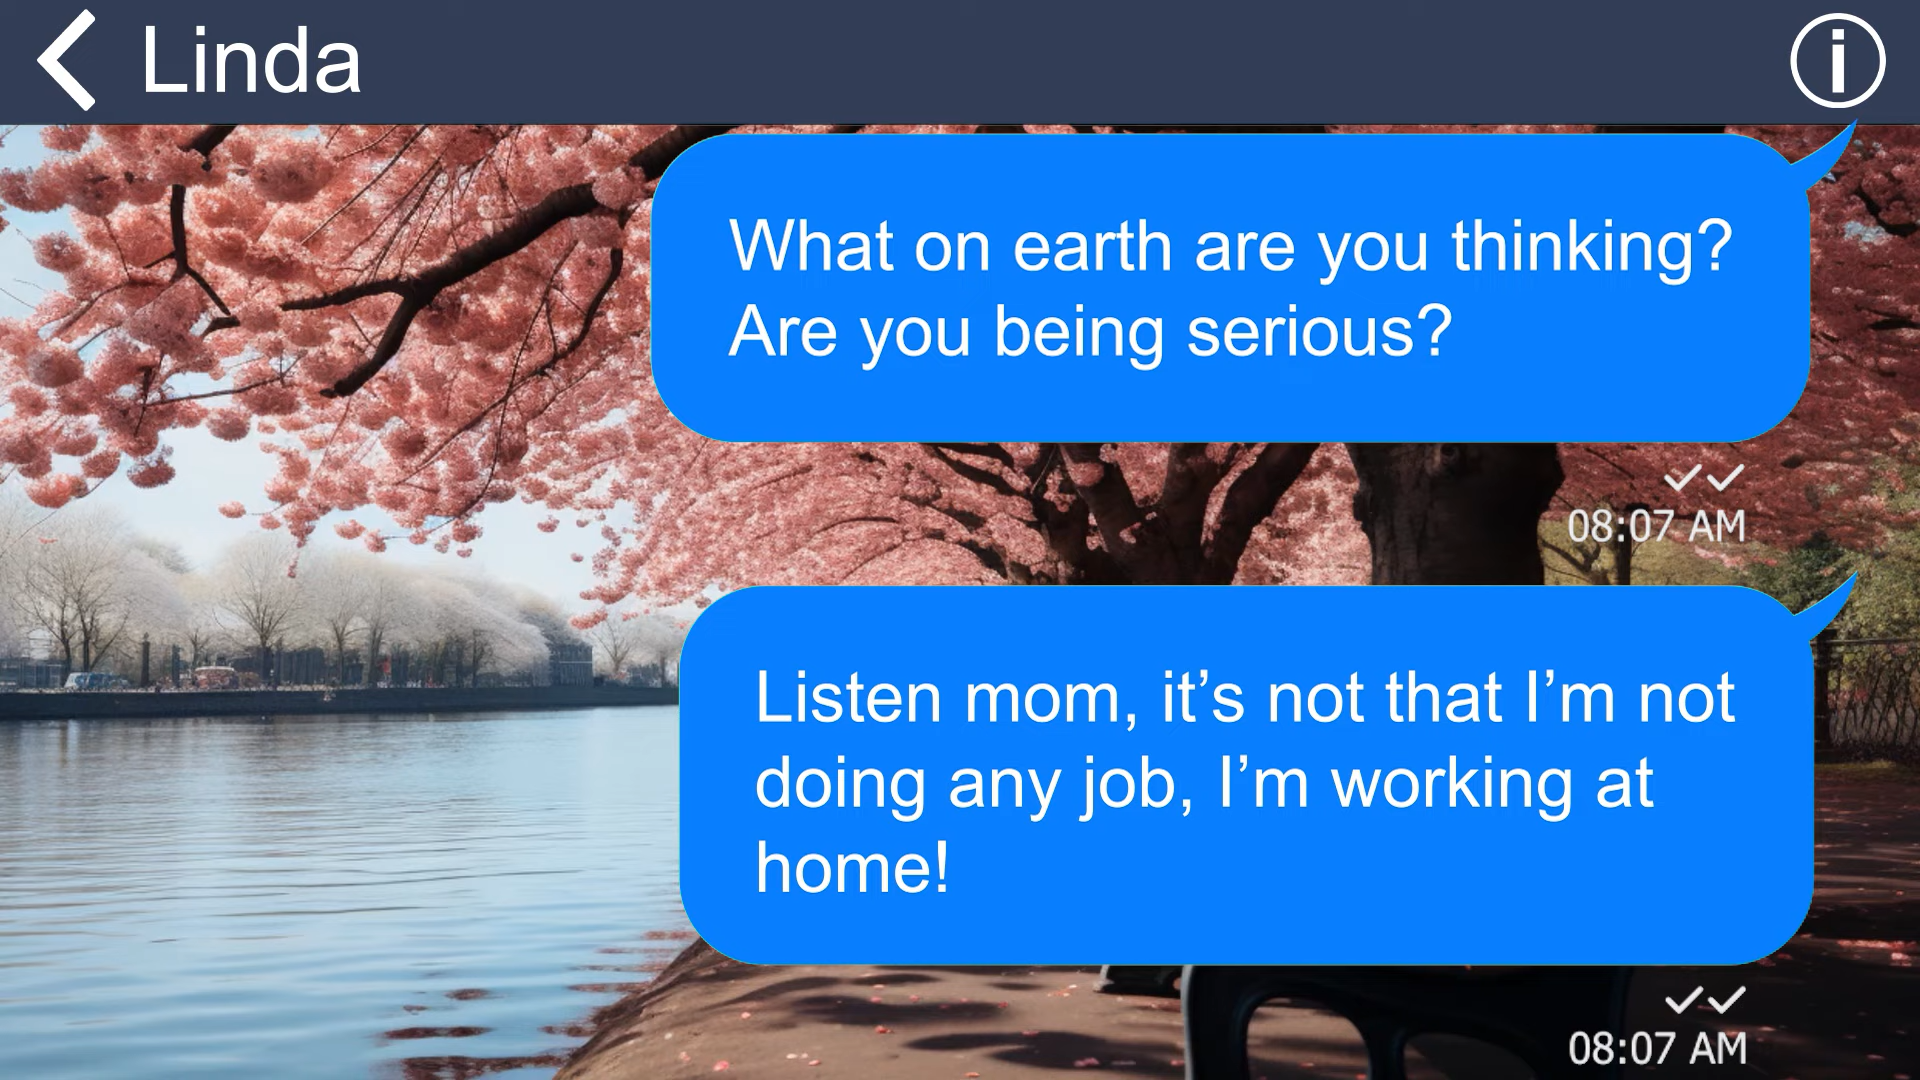 Linda
What on earth are you thinking?
Are you being serious?
08:07 AM
Listen mom, it’s not that I’m not
doing any job, I’m working at
home!
08:07 AM